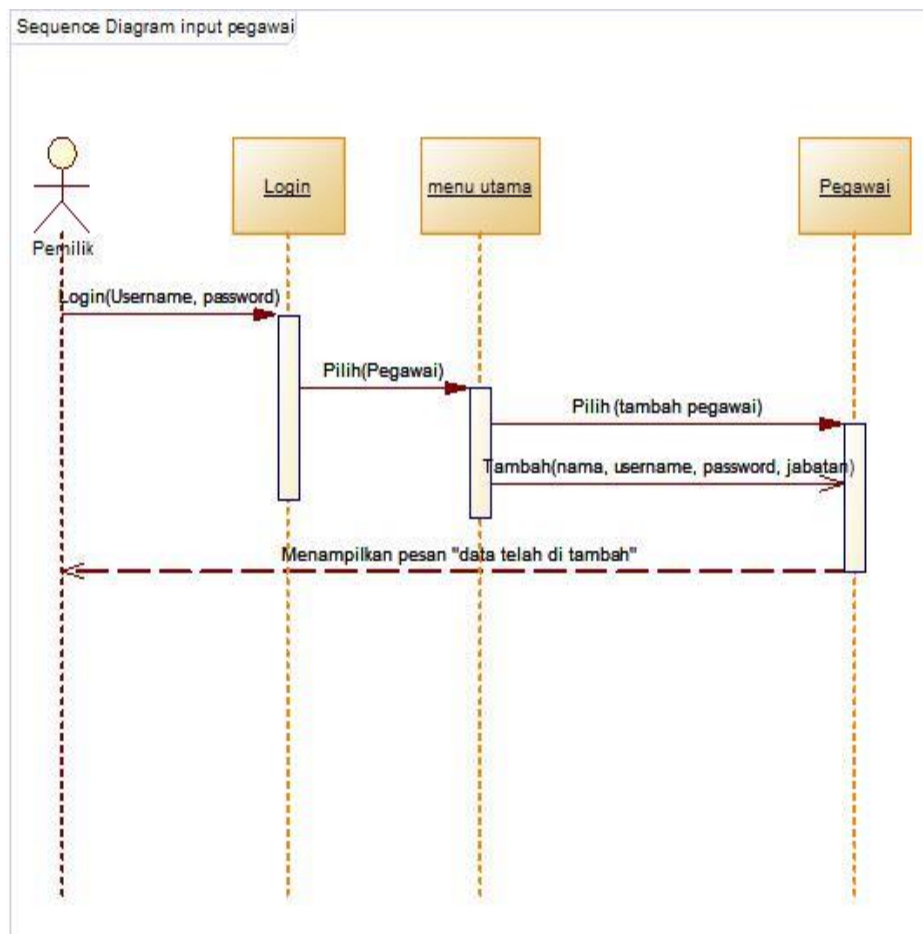 Sequence Diagram input pegawai
Pemilik
Login
menu utama
Pegawai
Login(Username, password)
Pilih(Pegawai)
Pilih (tambah pegawai)
Tambah(nama, username, password, jabatan)
Menampilkan pesan "data telah di tambah"